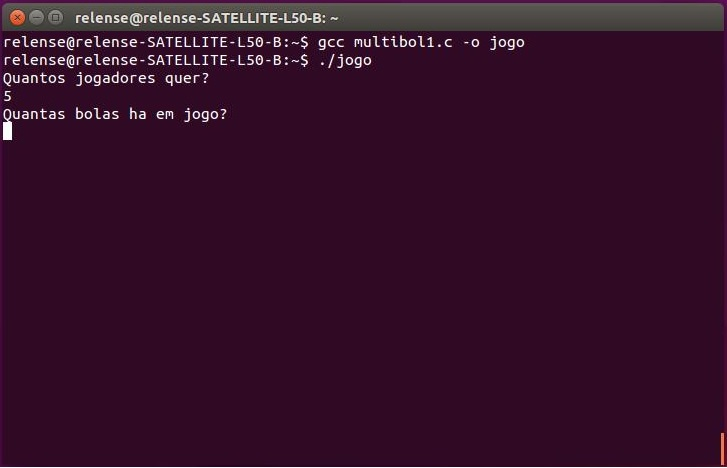 relense@relense-SATELLITE-L50-B: ~
relense@relense-SATELLITE-L50-B:~$ gcc multibol1.c -o jogo
relense@relense-SATELLITE-L50-B:~$ ./jogo
Quantos jogadores quer?
5
Quantas bolas ha em jogo?